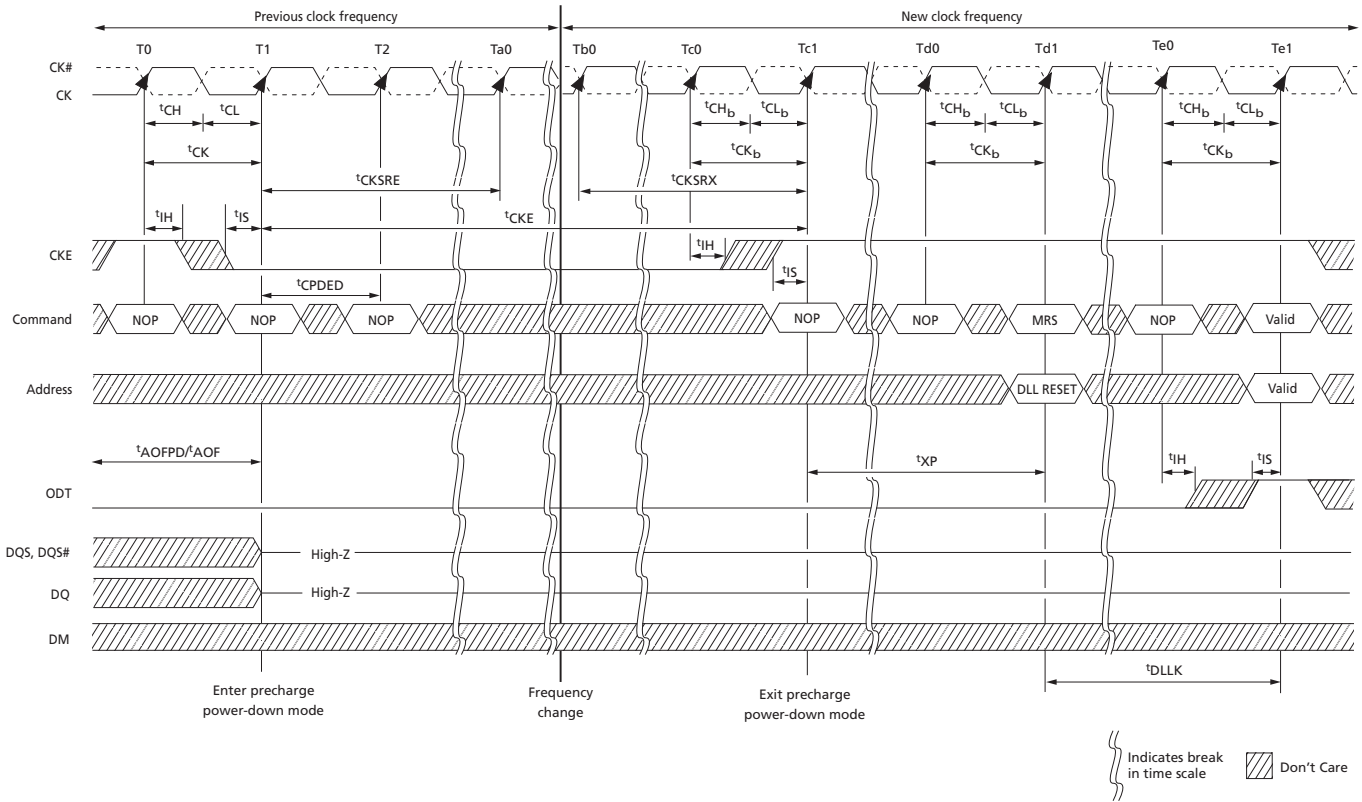 Previous clock frequency New clock frequency
T0 T1 T2 Ta0 Tb0 Tc0 Tc1 Td0 Td1 Te0 Te1
CK#
CK
tCH tCL tCHb tCLb tCHb tCLb tCHb tCLb
tCK tCKb tCKb tCKb
tCKSRE tCKSRX
tIH tIS tCKE
CKE tIH
tIS
tCPDED
Command NOP NOP NOP NOP NOP MRS NOP Valid
Address DLL RESET Valid
tAOFPD/tAOF tXP tIH tIS
ODT
DQS, DQS# High-Z
DQ High-Z
DM
tDLLK
Enter precharge
power-down mode
Frequency
change
Exit precharge
power-down mode
Indicates break
in time scale
Don't Care